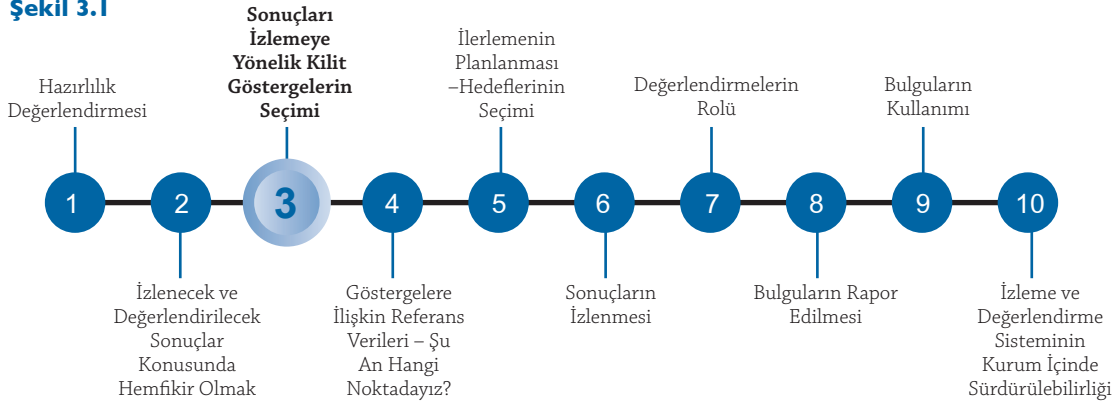 Şekil 3.1
Hazırlılık
Değerlendirmesi
1
2
İzlenecek ve
Değerlendirilecek
Sonuçlar
Konusunda
Hemfikir Olmak
Sonuçları
İzlemeye
Yönelik Kilit
Göstergelerin
Seçimi
3
4
Göstergelere
İlişkin Referans
Verileri – Şu
An Hangi
Noktadayız?
İlerlemenin
Planlanması
–Hedeflerinin
Seçimi
5
6
Sonuçların
İzlenmesi
Değerlendirmelerin
Rolü
7
8
Bulguların Rapor
Edilmesi
Bulguların
Kullanımı
9
10
İzleme ve
Değerlendirme
Sisteminin
Kurum İçinde
Sürdürülebilirliği